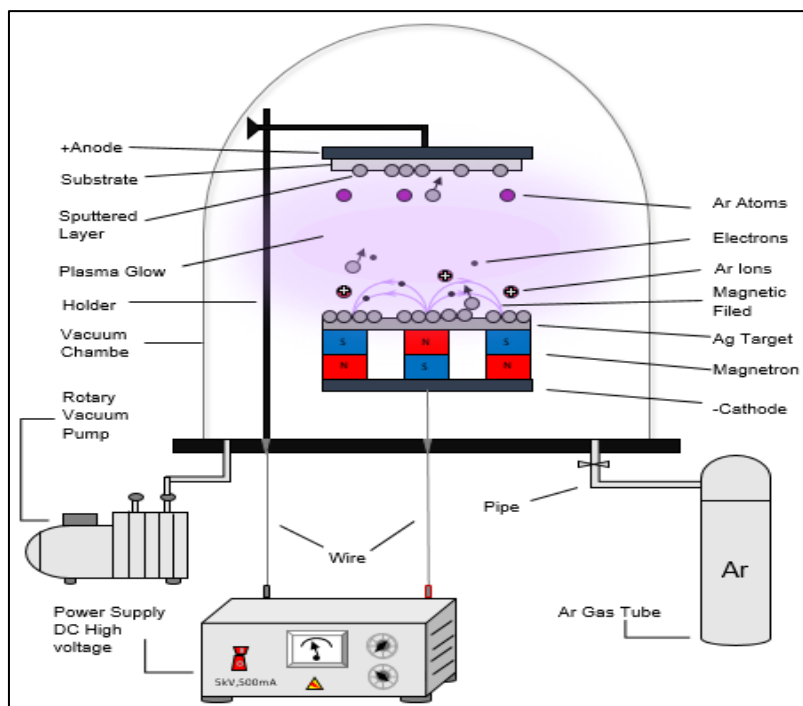 +Anode
Substrate
Sputtered
Layer
Plasma Glow
Holder
Vacuum
Chambe
Rotary
Vacuum
Pump
Ar Atoms
Electrons
Ar Ions
Magnetic
Filed
Ag Target
Magnetron
-Cathode
S N S
N S N
Pipe
Wire
Ar
Power Supply
DC High
voltage
Ar Gas Tube
5kV,500mA